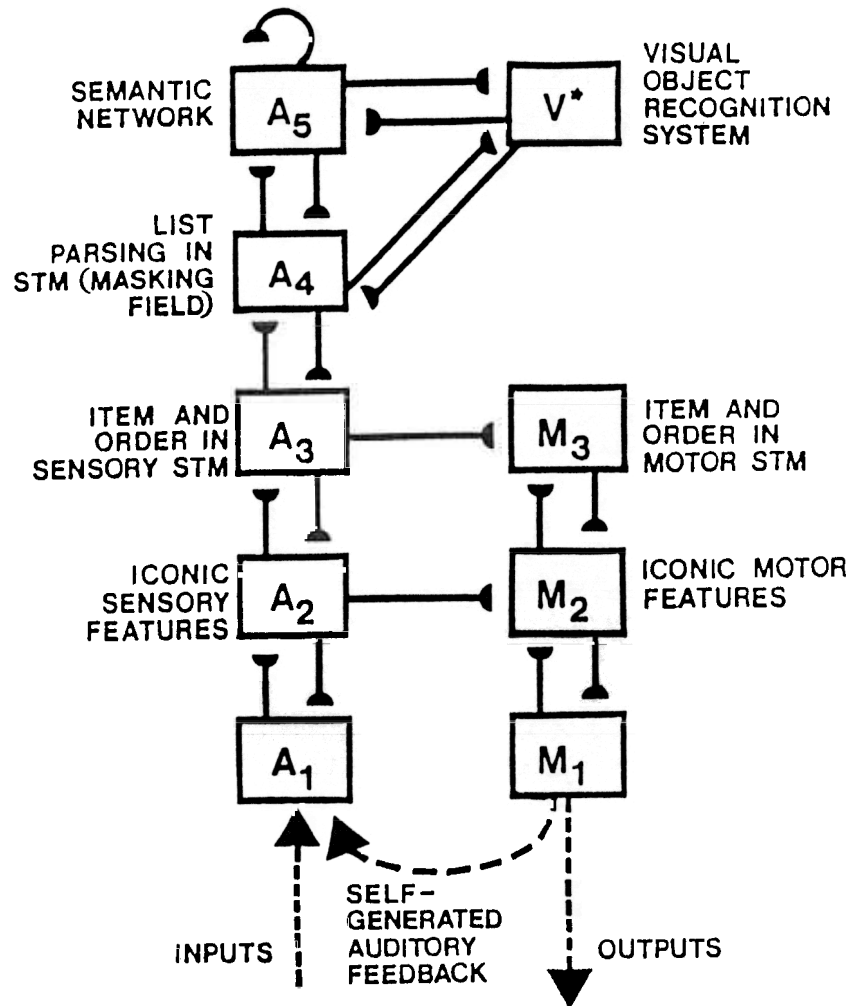 SEMANTIC
NETWORK
A5
V*
VISUAL
OBJECT
RECOGNITION
SYSTEM
LIST
PARSING IN
STM (MASKING
FIELD)
A4
ITEM AND
ORDER IN
SENSORY STM
A3
M3
ITEM AND
ORDER IN
MOTOR STM
ICONIC
SENSORY
FEATURES
A2
M2
ICONIC MOTOR
FEATURES
A1
M1
INPUTS
SELF-
GENERATED
AUDITORY
FEEDBACK
OUTPUTS